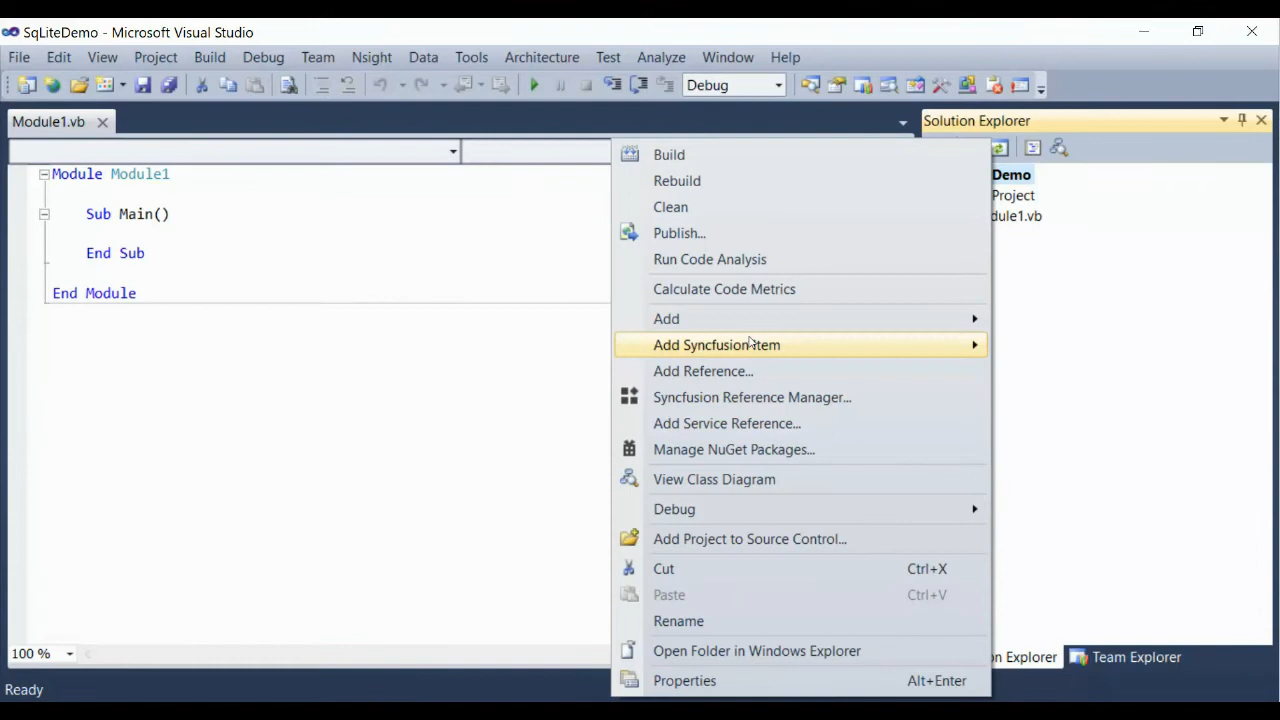 SqLiteDemo - Microsoft Visual Studio
File Edit View Project Build Debug Team Nsight Data Tools Architecture Test Analyze Window Help
Debug
Module1.vb
Solution Explorer
Module Module1
Sub Main()
End Sub
End Module
100 %
Ready
Build
Rebuild
Clean
Publish...
Run Code Analysis
Calculate Code Metrics
Add
Add Syncfusion Item
Add Reference...
Syncfusion Reference Manager...
Add Service Reference...
Manage NuGet Packages...
View Class Diagram
Debug
Add Project to Source Control...
Cut Ctrl+X
Paste Ctrl+V
Rename
Open Folder in Windows Explorer
Properties Alt+Enter
Demo
Project
dule1.vb
n Explorer Team Explorer